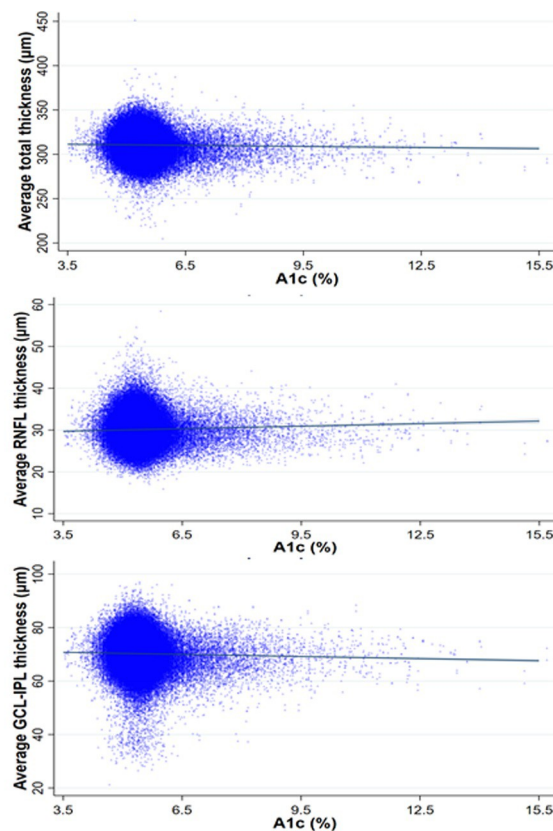 Average total thickness (μm)
450
400
350
300
250
200
3.5 6.5 9.5 12.5 15.5
A1c (%)
Average RNFL thickness (μm)
60
50
40
30
20
10
3.5 6.5 9.5 12.5 15.5
A1c (%)
Average GCL-IPL thickness (μm)
100
80
60
40
20
3.5 6.5 9.5 12.5 15.5
A1c (%)